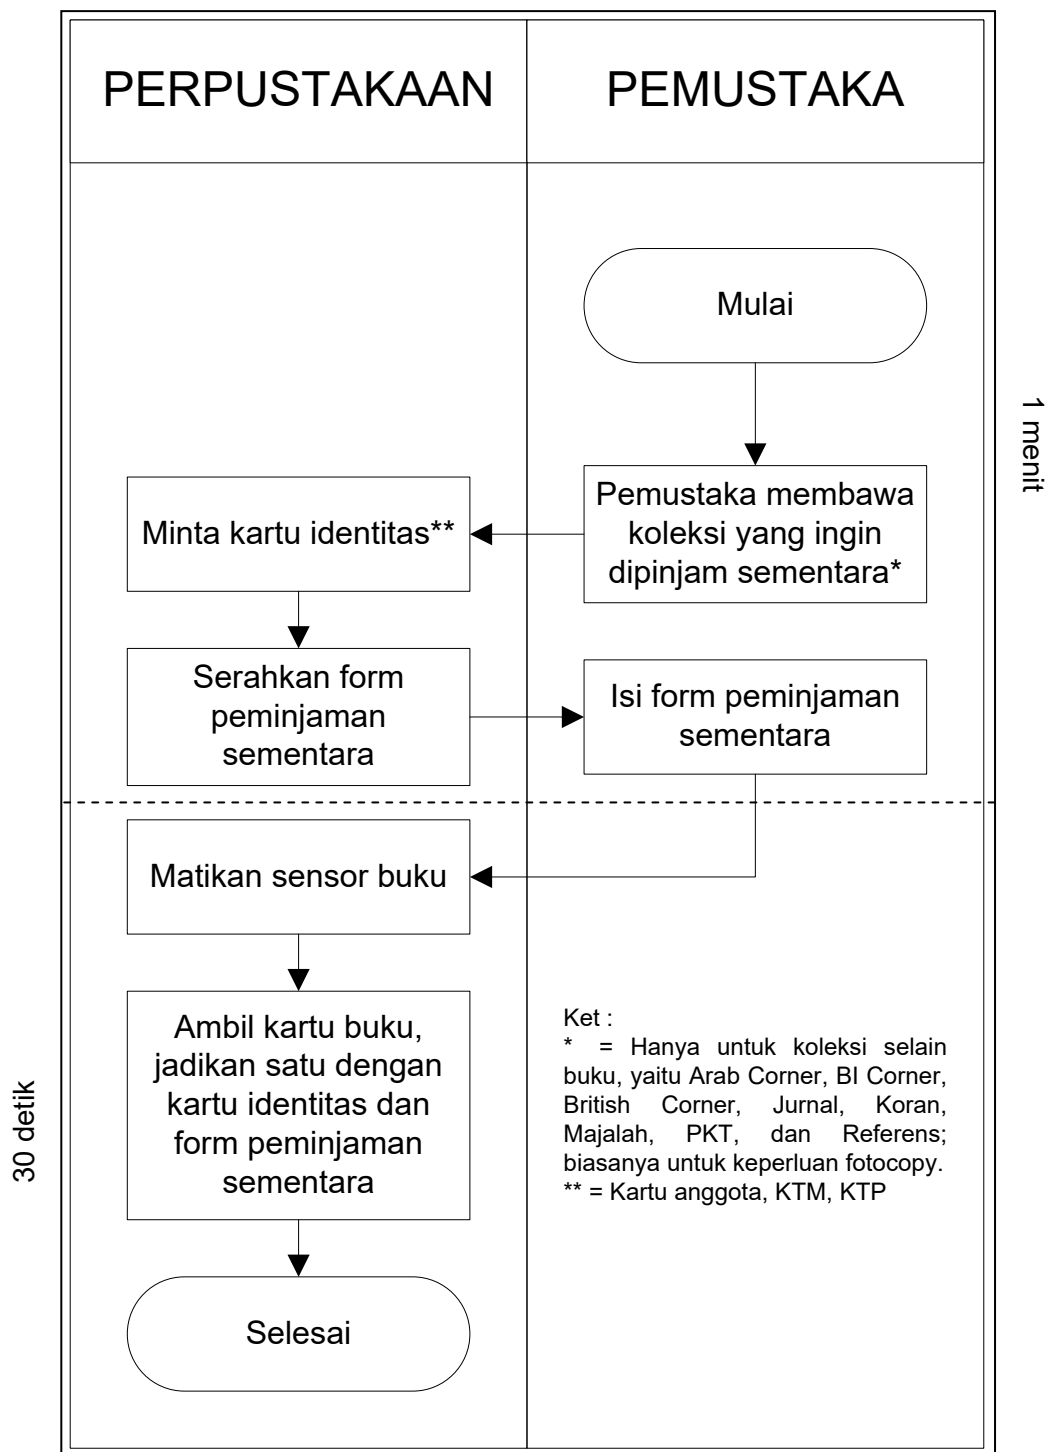 PERPUSTAKAAN
PEMUSTAKA
Mulai
1 menit
Pemustaka membawa
koleksi yang ingin
dipinjam sementara*
Minta kartu identitas**
Serahkan form
peminjaman
sementara
Isi form peminjaman
sementara
Matikan sensor buku
Ambil kartu buku,
jadikan satu dengan
kartu identitas dan
form peminjaman
sementara
30 detik
Selesai
Ket :
* = Hanya untuk koleksi selain
buku, yaitu Arab Corner, BI Corner,
British Corner, Jurnal, Koran,
Majalah, PKT, dan Referens;
biasanya untuk keperluan fotocopy.
** = Kartu anggota, KTM, KTP